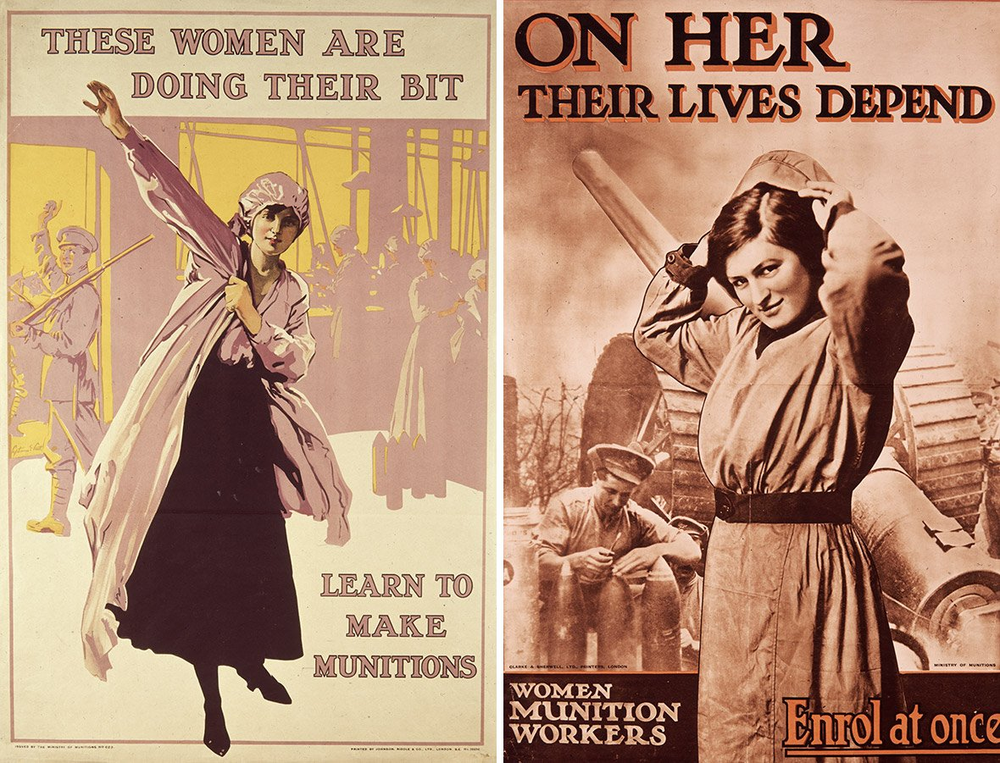 THESE WOMEN ARE
DOING THEIR BIT
LEARN TO
MAKE
MUNITIONS
ISSUED BY THE MINISTRY OF MUNITIONS.
PRINTED BY JOHNSON, RIDDLE & CO., LTD., LONDON, S.E.
ON HER
THEIR LIVES DEPEND
CLARKE & SHERWELL, LTD., PRINTERS, LONDON
MINISTRY OF MUNITIONS
WOMEN
MUNITION
WORKERS
Enrol at once